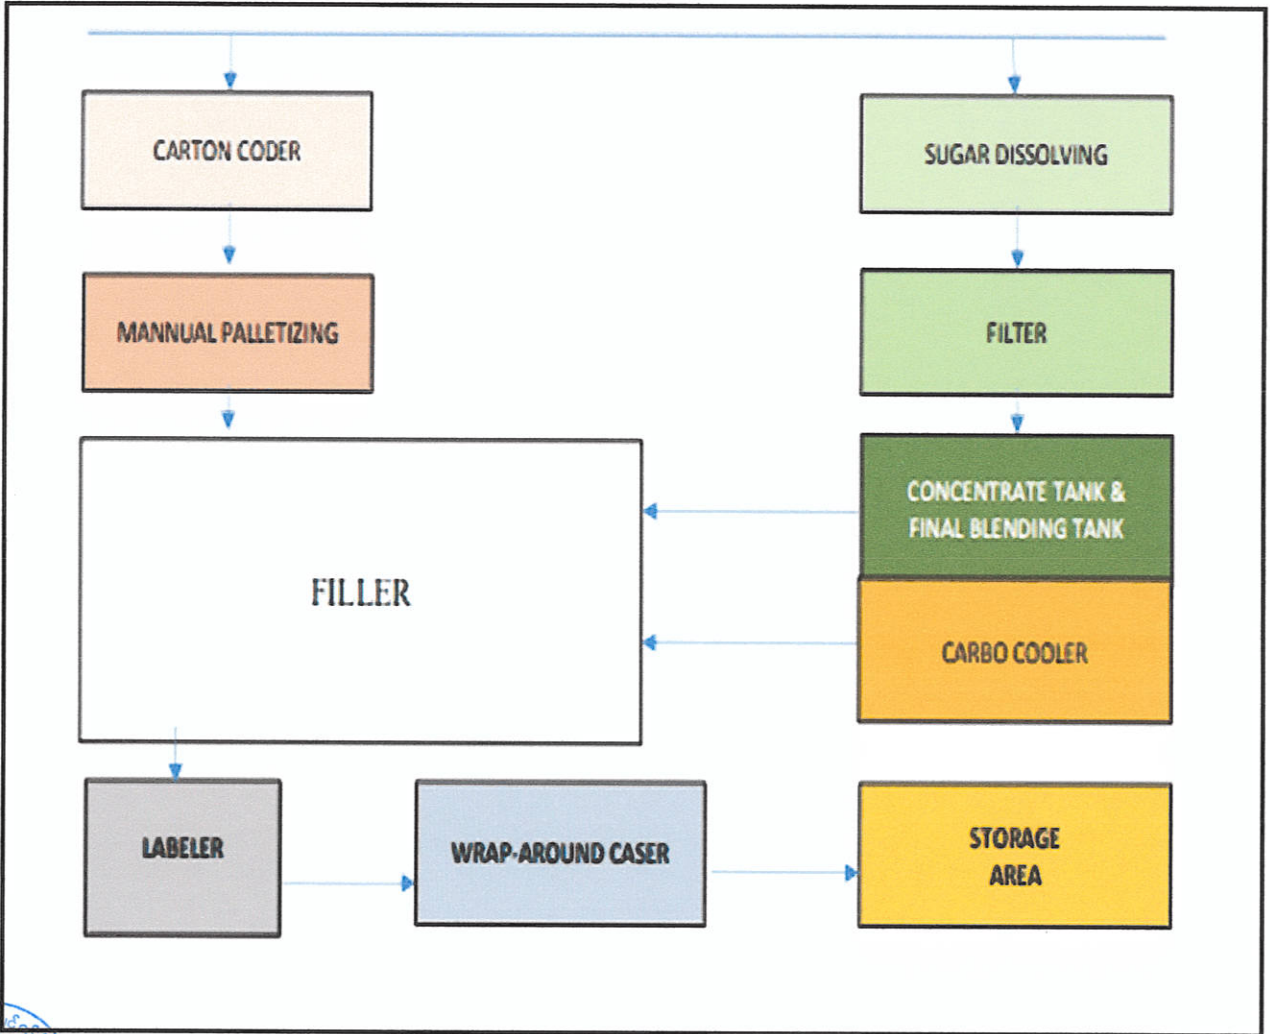 CARTON CODER
SUGAR DISSOLVING
MANNUAL PALLETIZING
FILTER
CONCENTRATE TANK &
FINAL BLENDING TANK
FILLER
CARBO COOLER
LABELER
WRAP-AROUND CASER
STORAGE
AREA